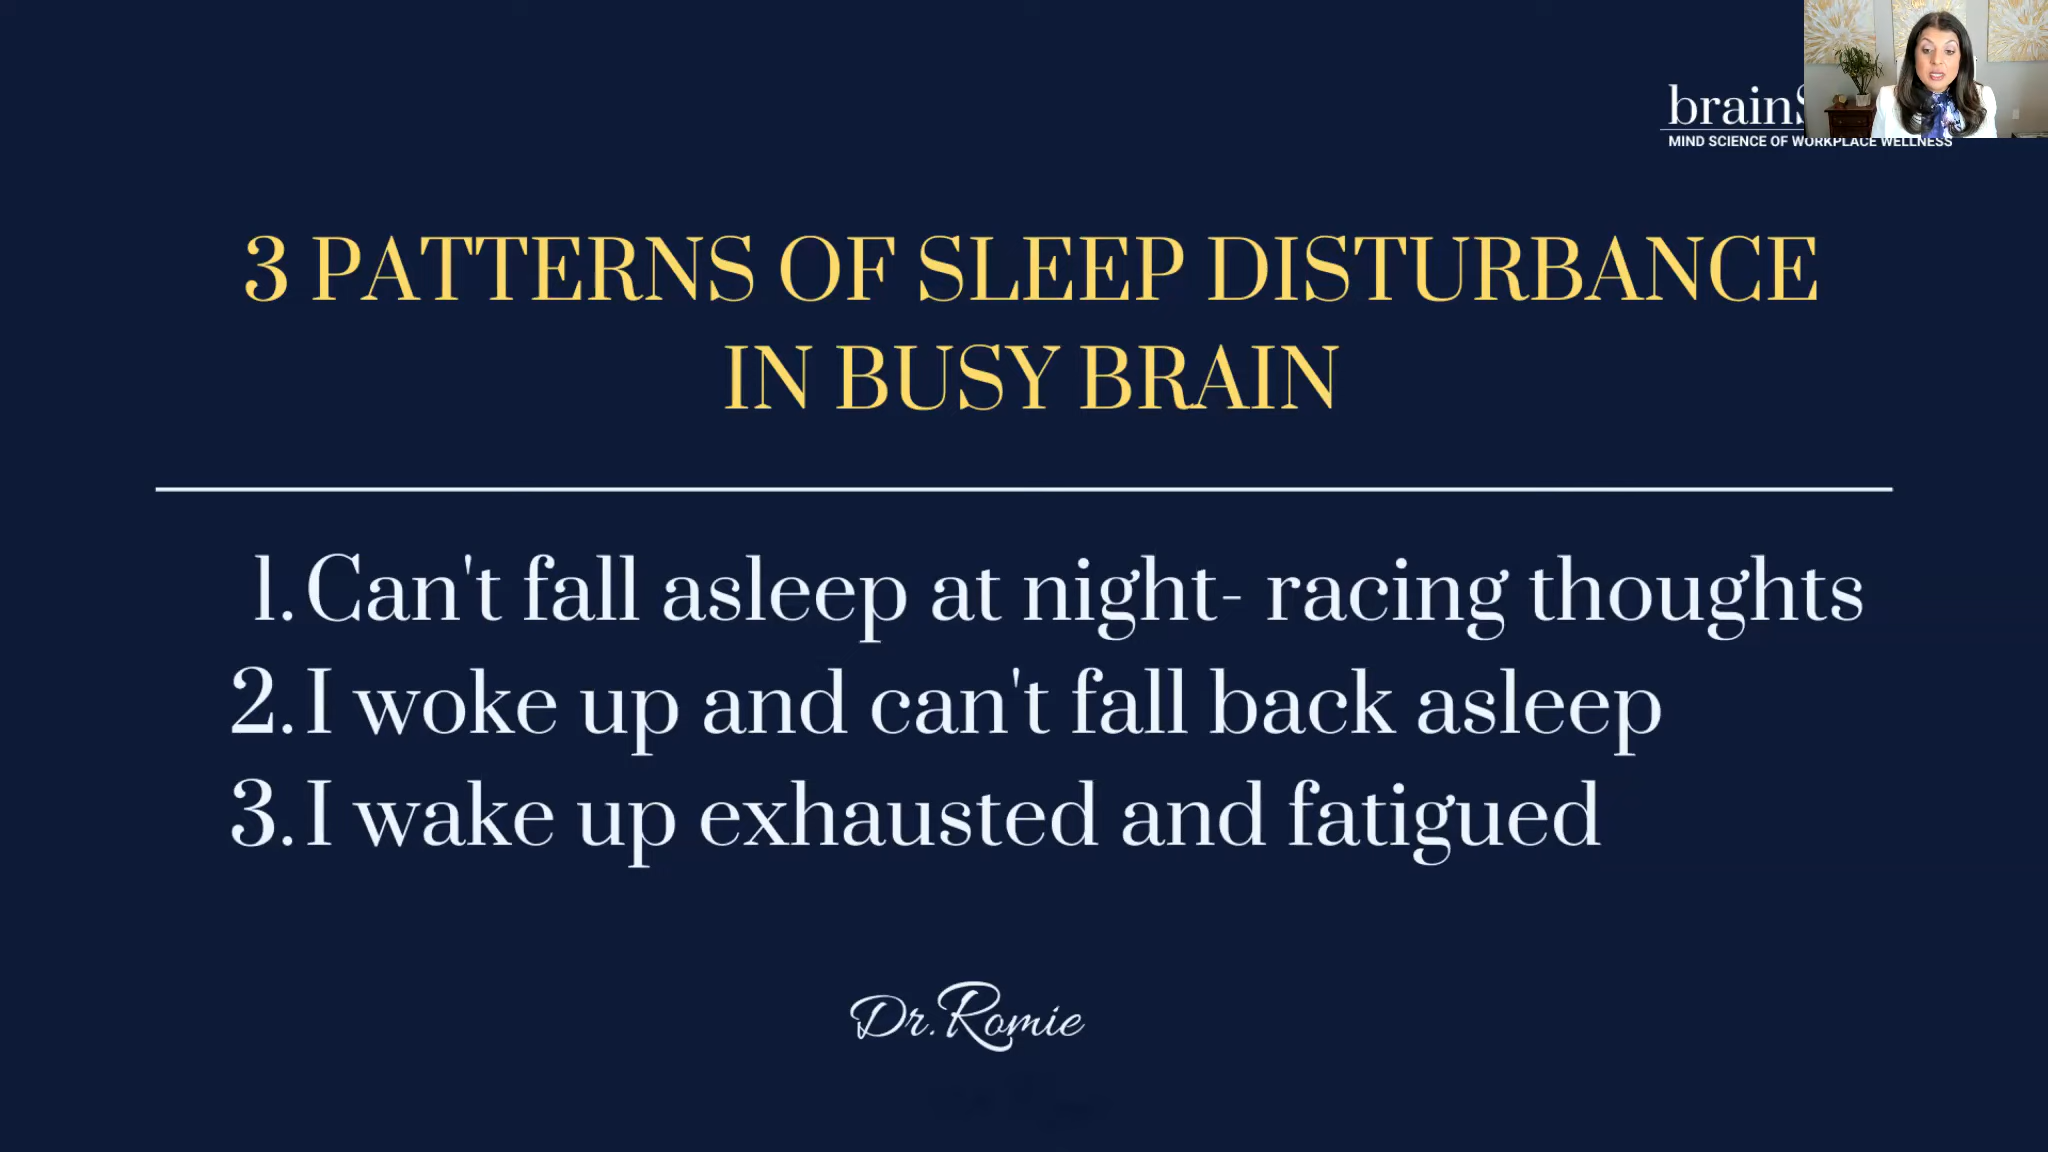 MIND SCIENCE OF WORKPLACE WELLNESS
3 PATTERNS OF SLEEP DISTURBANCE
IN BUSY BRAIN
1. Can't fall asleep at night- racing thoughts
2. I woke up and can't fall back asleep
3. I wake up exhausted and fatigued
Dr. Romie